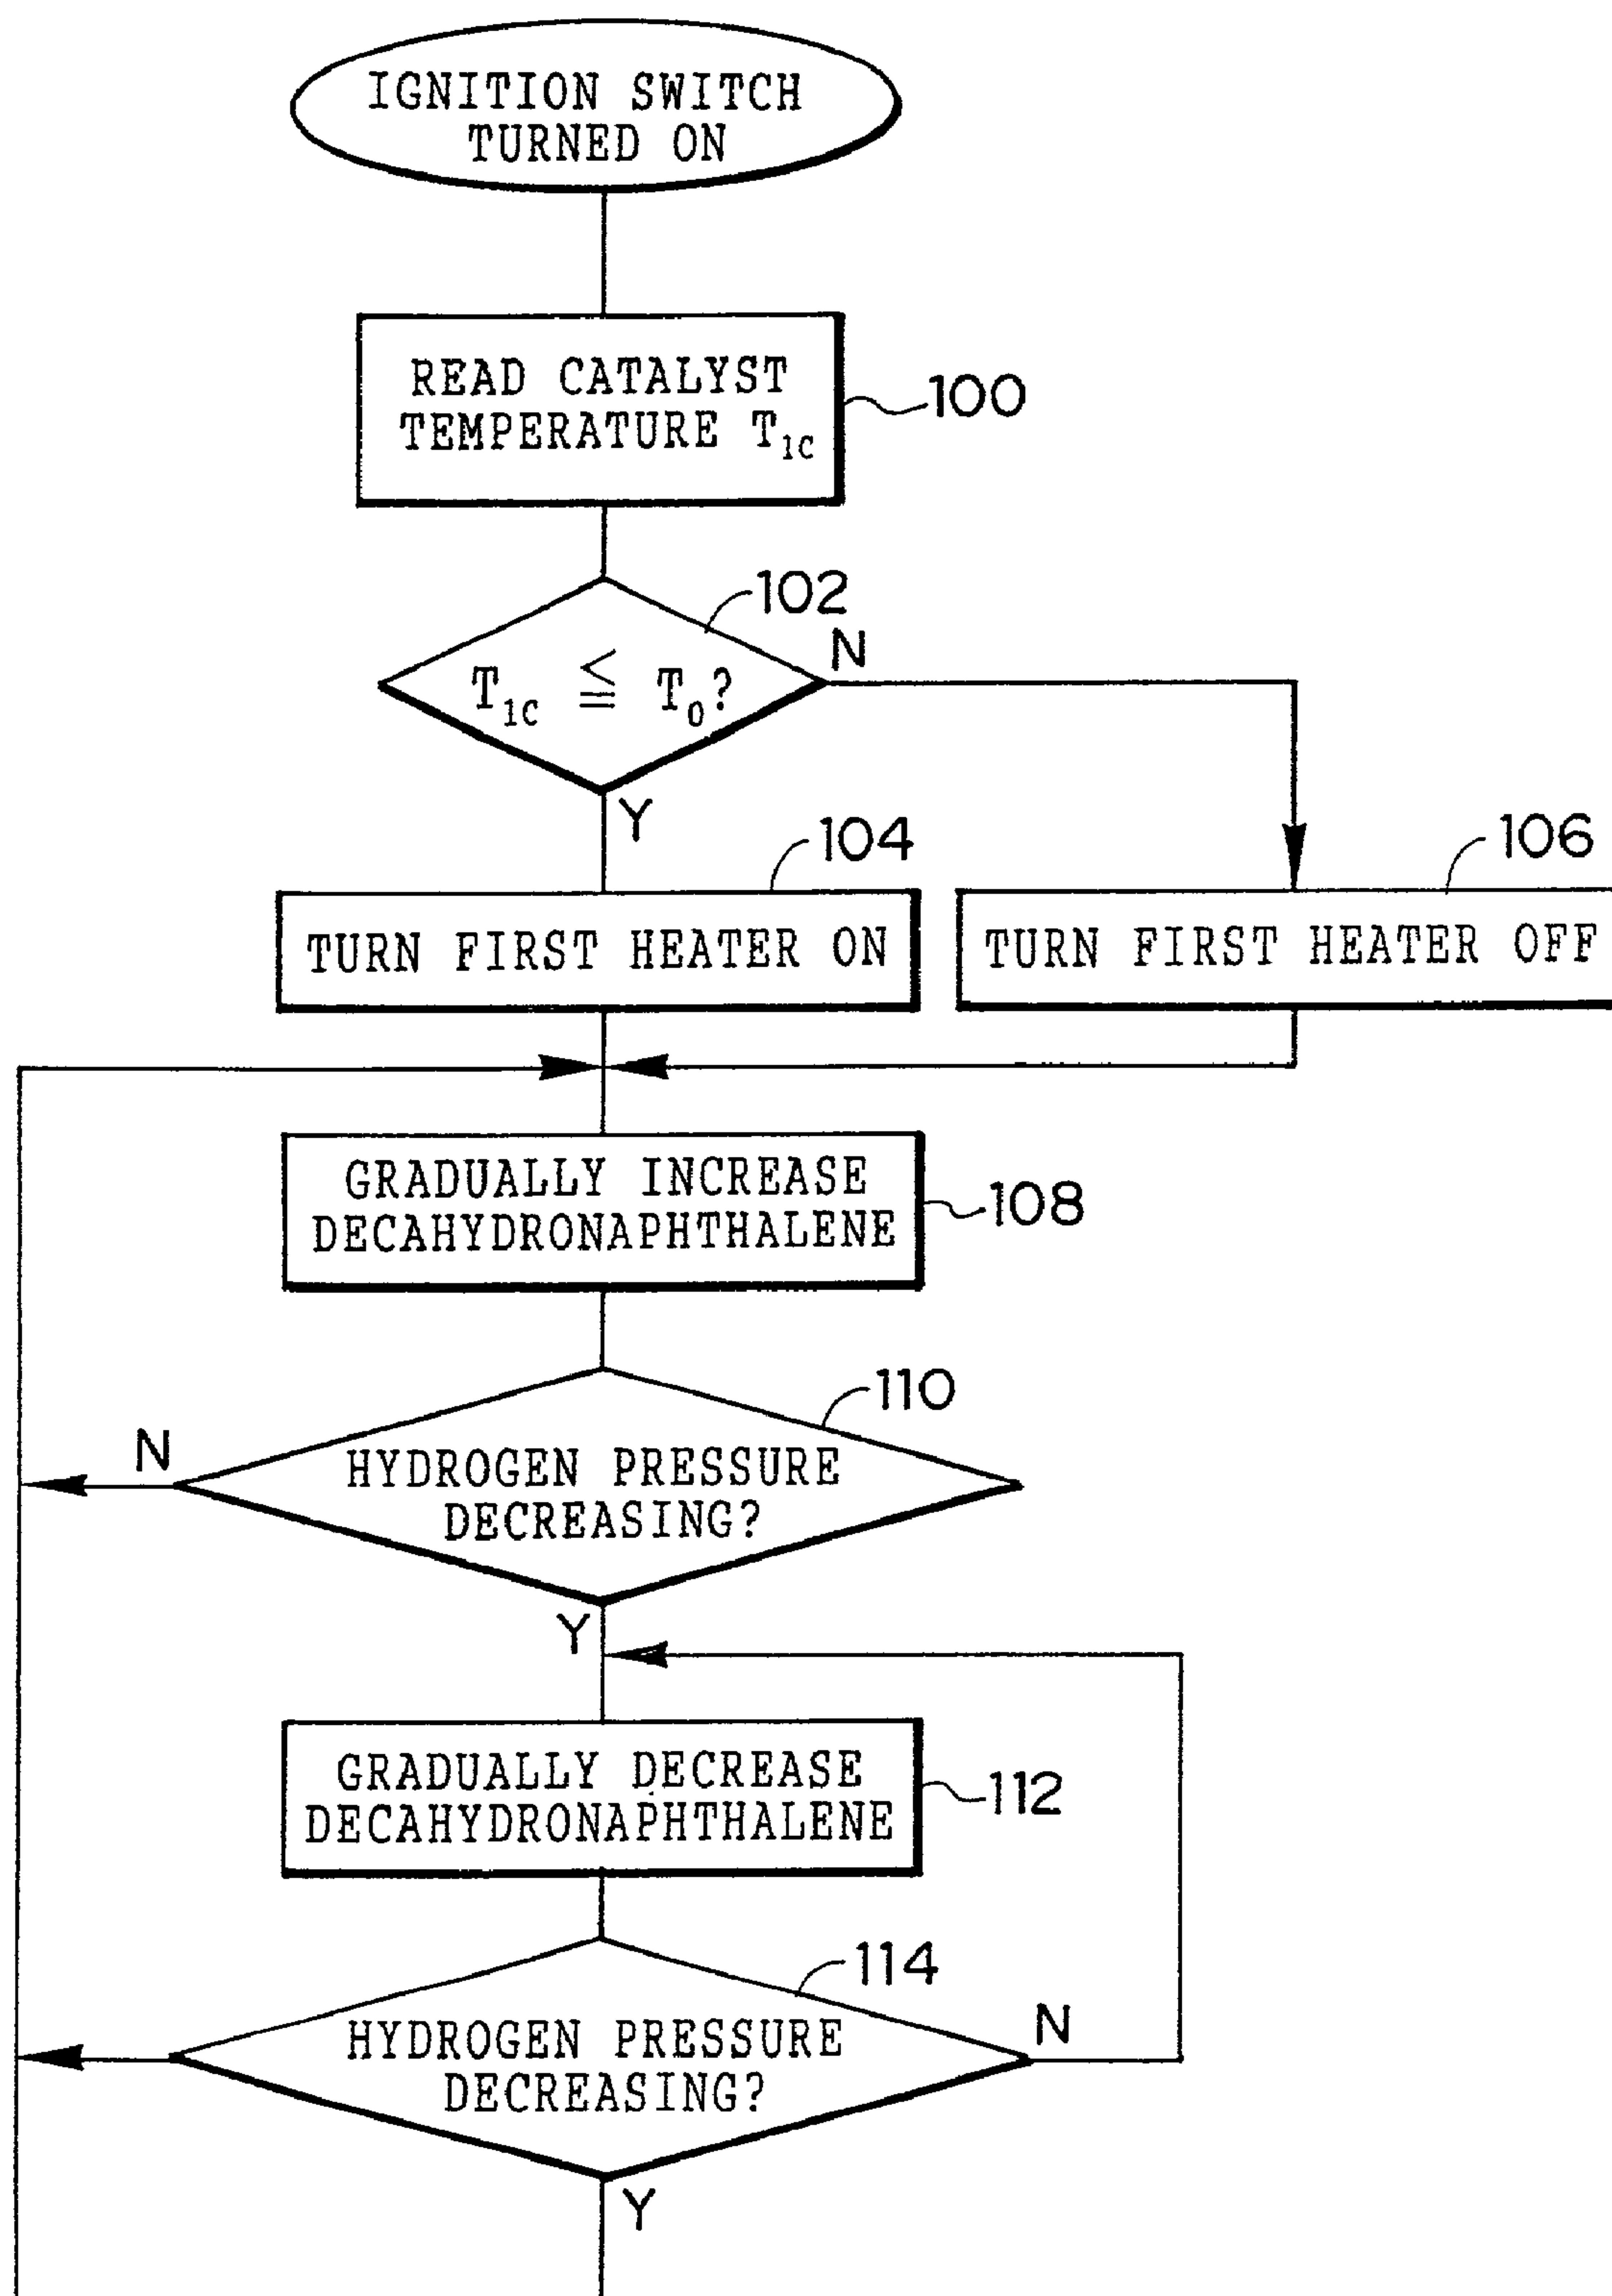 IGNITION SWITCH
TURNED ON
READ CATALYST
TEMPERATURE T1C
100
102
T1C ≦ T0?
N
Y
104
TURN FIRST HEATER ON
106
TURN FIRST HEATER OFF
GRADUALLY INCREASE
DECAHYDRONAPHTHALENE
108
110
HYDROGEN PRESSURE
DECREASING?
N
Y
GRADUALLY DECREASE
DECAHYDRONAPHTHALENE
112
114
HYDROGEN PRESSURE
DECREASING?
N
Y